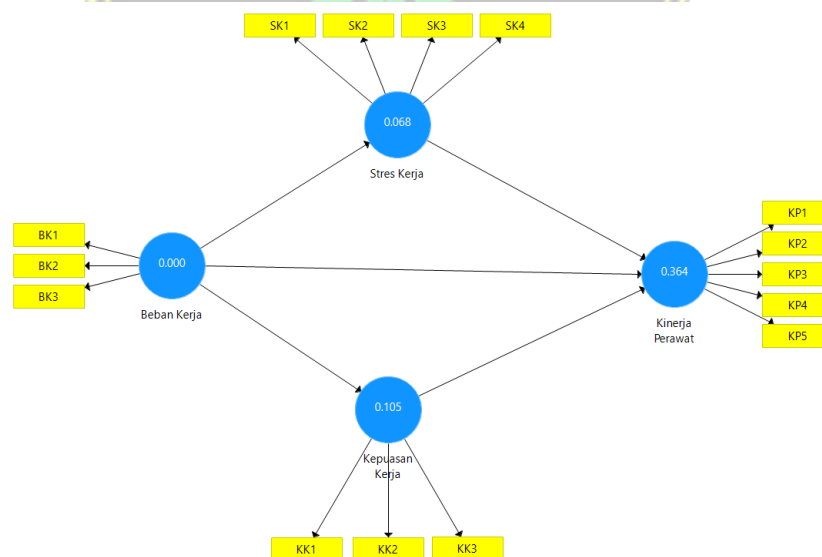 SK1
SK2
SK3
SK4
0.068
Stres Kerja
BK1
BK2
BK3
0.000
Beban Kerja
KP1
KP2
KP3
KP4
KP5
0.364
Kinerja
Perawat
0.105
Kepuasan
Kerja
KK1
KK2
KK3